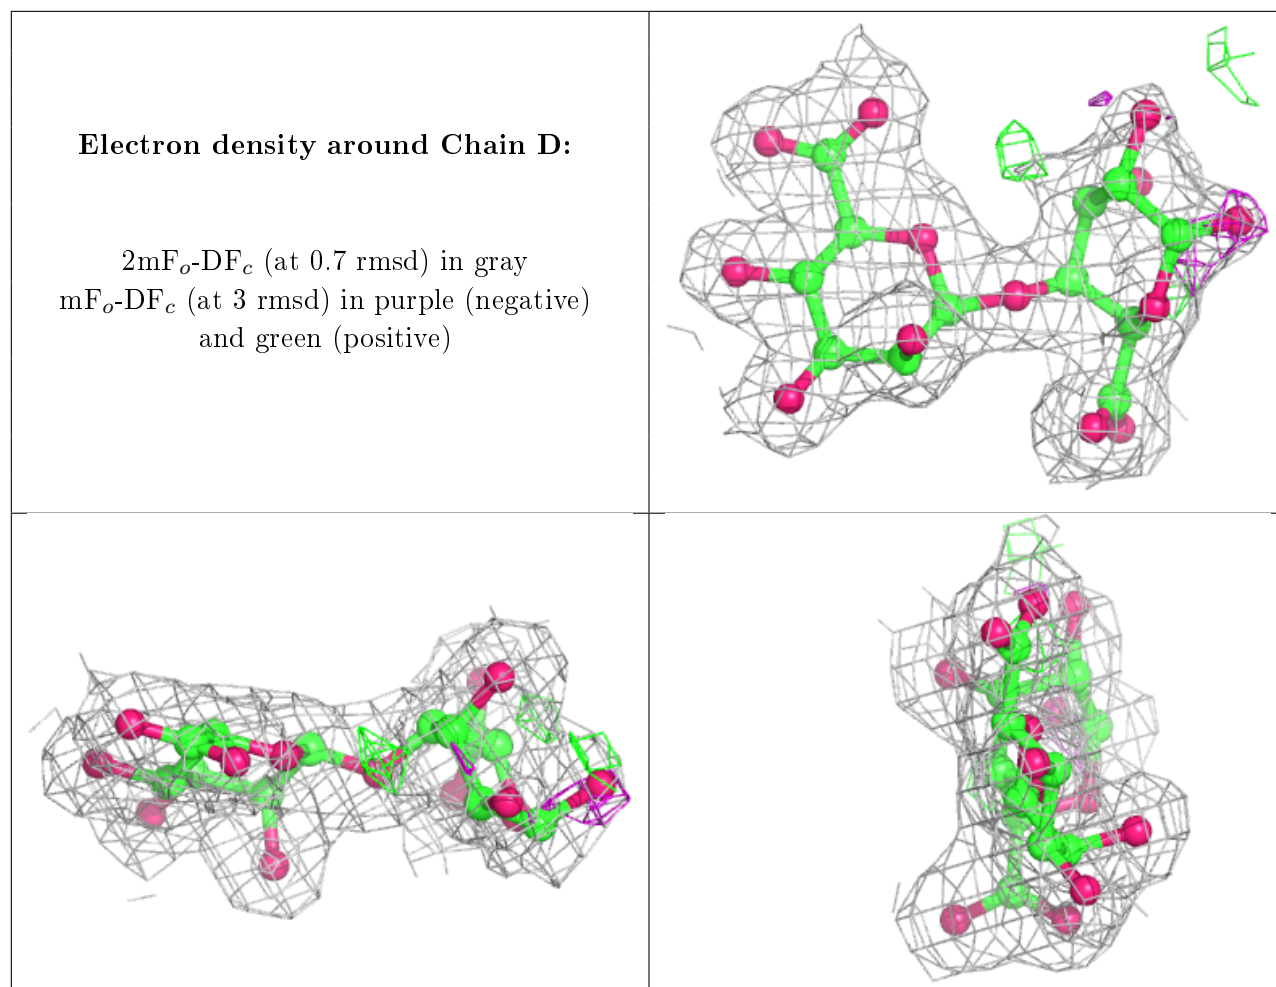 Electron density around Chain D:
2mFₒ-DF𝒸 (at 0.7 rmsd) in gray
mFₒ-DF𝒸 (at 3 rmsd) in purple (negative)
and green (positive)